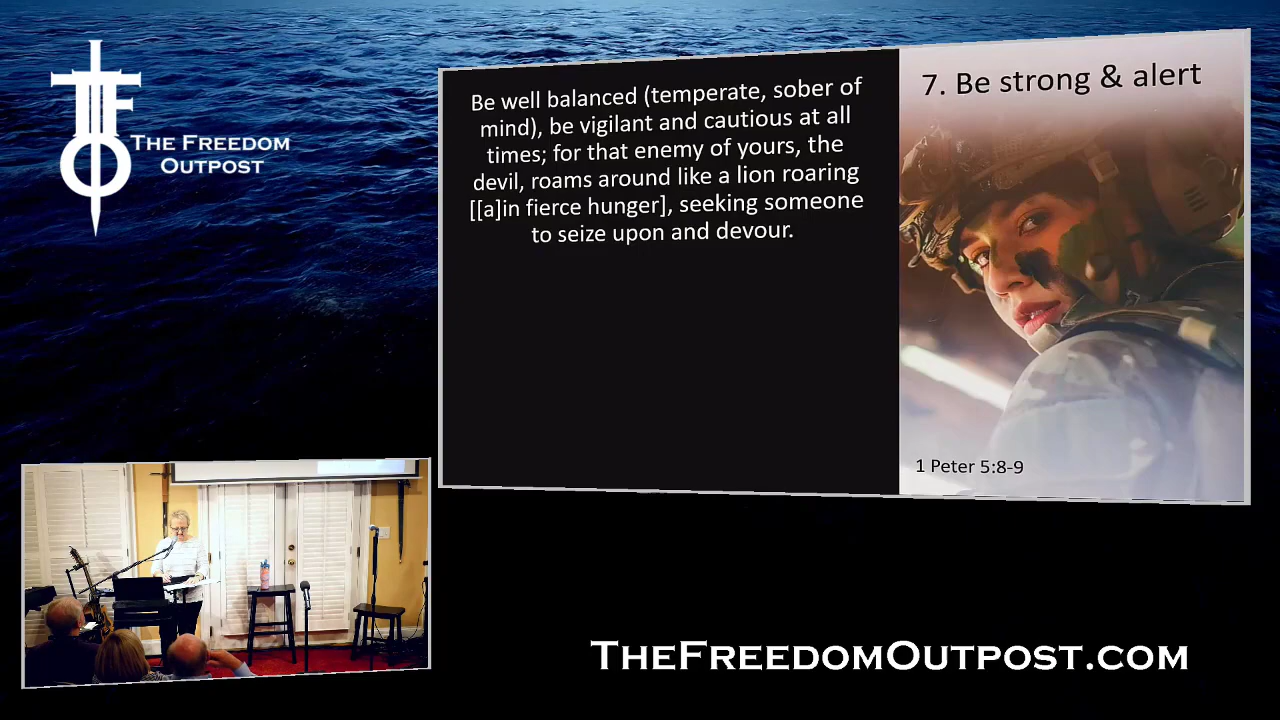 THE FREEDOM
OUTPOST
Be well balanced (temperate, sober of
mind), be vigilant and cautious at all
times; for that enemy of yours, the
devil, roams around like a lion roaring
[[a]in fierce hunger], seeking someone
to seize upon and devour.
7. Be strong & alert
1 Peter 5:8-9
THEFREEDOMOUTPOST.COM